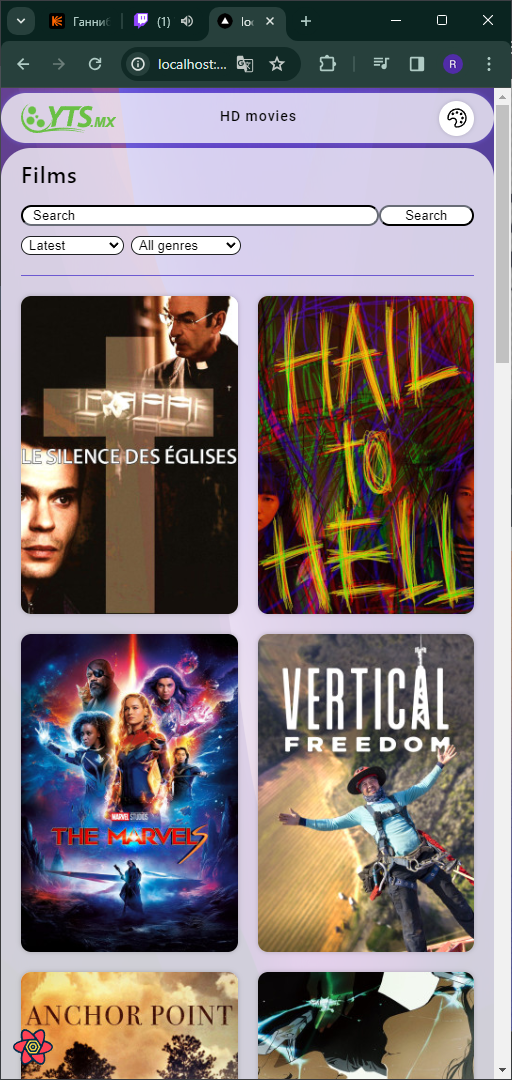 Ганни
(1)
loc
localhost:...
R
YTS.MX
HD movies
Films
Search
Search
Latest
All genres
LE SILENCE DES ÉGLISES
HAIL
to
HELL
MARVEL STUDIOS
THE MARVELS
VERTICAL
FREEDOM
ANCHOR POINT